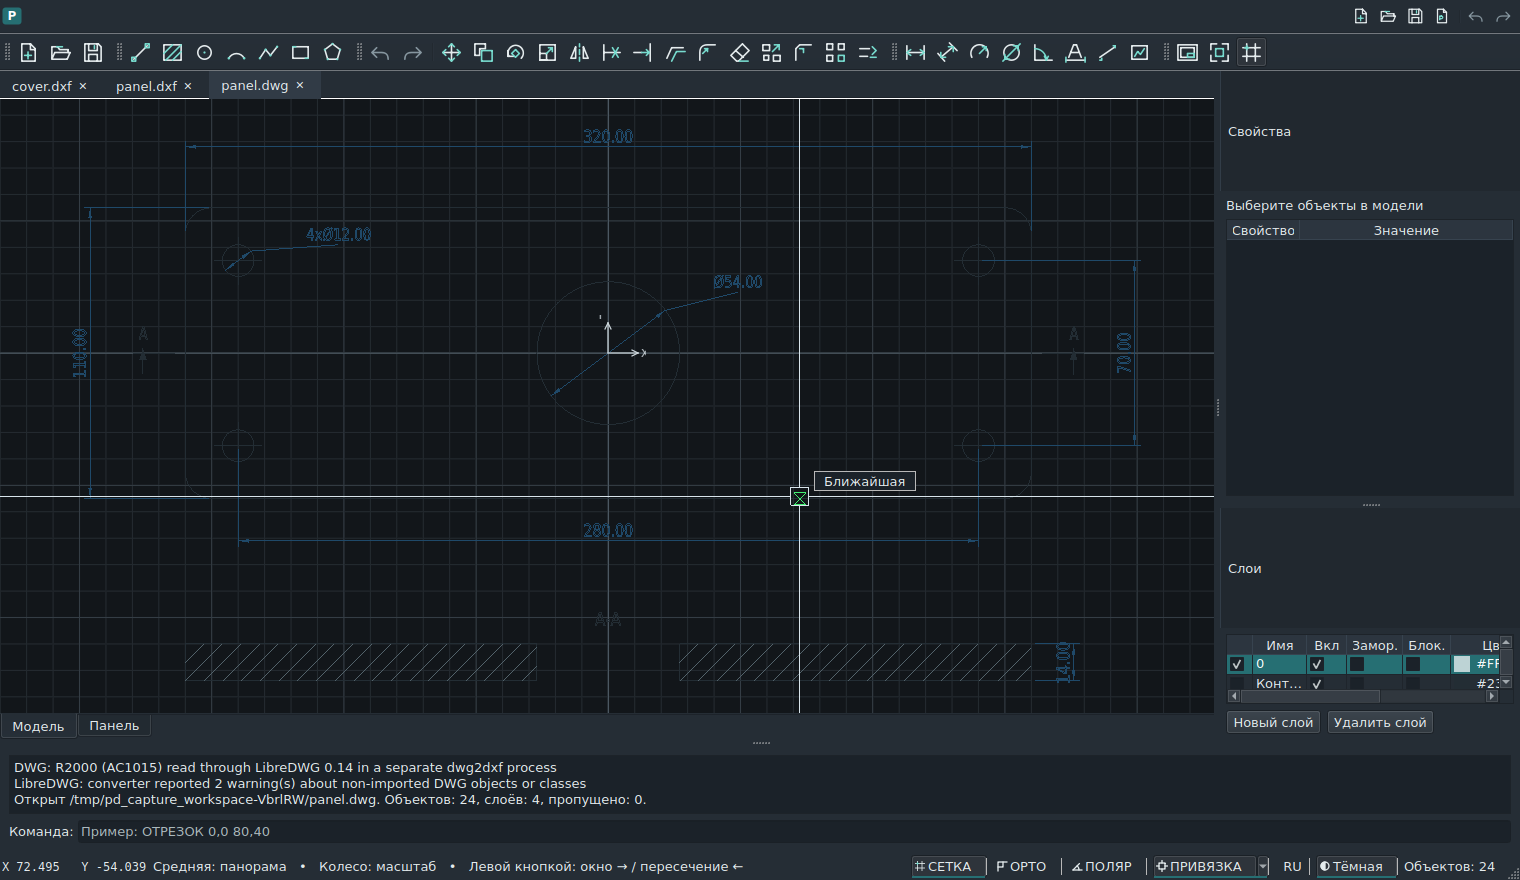 P
cover.dxf × panel.dxf × panel.dwg ×
320.00
4xØ12.00
Ø54.00
110.00
A
A
70.00
X
Ближайшая
280.00
A-A
14.00
Свойства
Выберите объекты в модели
Свойство Значение
Слои
Имя Вкл Замор. Блок. Цв
0 #FF
Конт... #23
Новый слой Удалить слой
Модель Панель
DWG: R2000 (AC1015) read through LibreDWG 0.14 in a separate dwg2dxf process
LibreDWG: converter reported 2 warning(s) about non-imported DWG objects or classes
Открыт /tmp/pd_capture_workspace-VbrlRW/panel.dwg. Объектов: 24, слоёв: 4, пропущено: 0.
Команда: Пример: ОТРЕЗОК 0,0 80,40
X 72.495 Y -54.039 Средняя: панорама • Колесо: масштаб • Левой кнопкой: окно → / пересечение ← СЕТКА ОРТО ПОЛЯР ПРИВЯЗКА RU Тёмная Объектов: 24